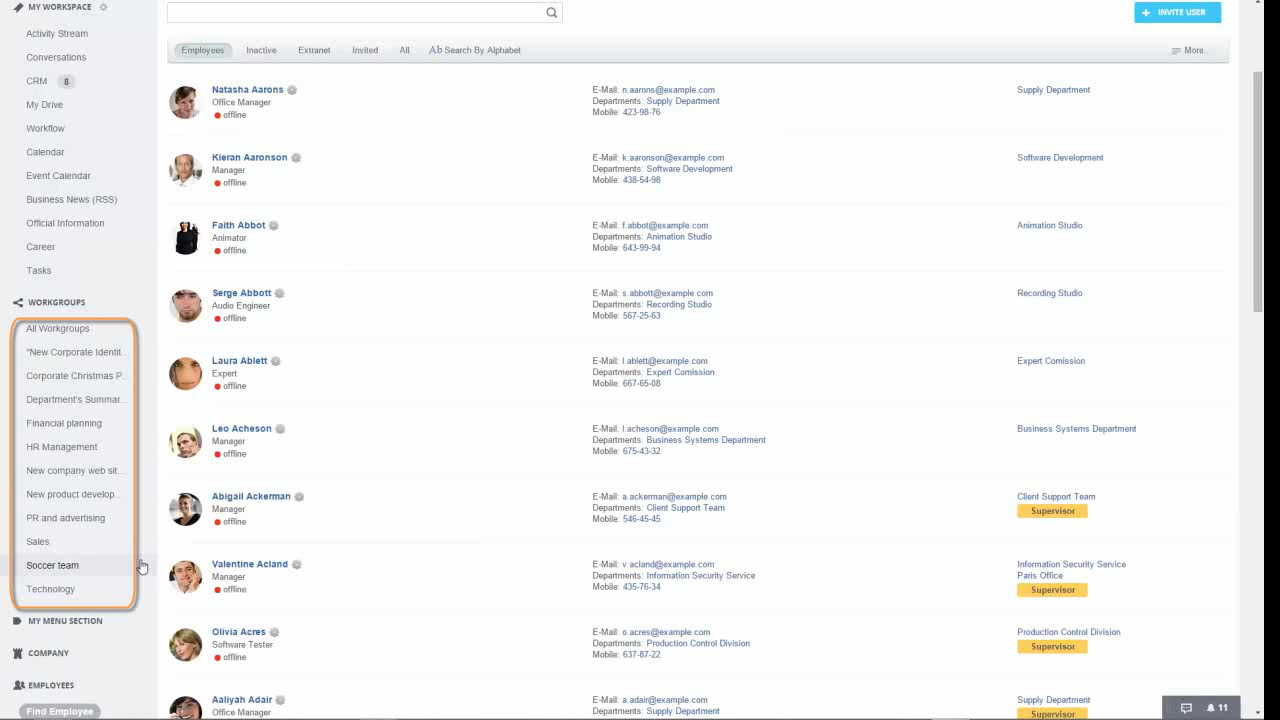 MY WORKSPACE
Activity Stream
Conversations
CRM 8
My Drive
Workflow
Calendar
Event Calendar
Business News (RSS)
Official Information
Career
Tasks
WORKGROUPS
All Workgroups
"New Corporate Identit...
Corporate Christmas P...
Department's Summar...
Financial planning
HR Management
New company web sit...
New product develop...
PR and advertising
Sales
Soccer team
Technology
MY MENU SECTION
COMPANY
EMPLOYEES
Find Employee
+ INVITE USER
Employees Inactive Extranet Invited All Ab Search By Alphabet More...
Natasha Aarons
Office Manager
offline
E-Mail: n.aarons@example.com
Departments: Supply Department
Mobile: 423-98-76
Supply Department
Kieran Aaronson
Manager
offline
E-Mail: k.aaronson@example.com
Departments: Software Development
Mobile: 438-54-98
Software Development
Faith Abbot
Animator
offline
E-Mail: f.abbot@example.com
Departments: Animation Studio
Mobile: 643-99-94
Animation Studio
Serge Abbott
Audio Engineer
offline
E-Mail: s.abbott@example.com
Departments: Recording Studio
Mobile: 567-25-63
Recording Studio
Laura Ablett
Expert
offline
E-Mail: l.ablett@example.com
Departments: Expert Comission
Mobile: 667-65-08
Expert Comission
Leo Acheson
Manager
offline
E-Mail: l.acheson@example.com
Departments: Business Systems Department
Mobile: 675-43-32
Business Systems Department
Abigail Ackerman
Manager
offline
E-Mail: a.ackerman@example.com
Departments: Client Support Team
Mobile: 546-45-45
Client Support Team
Supervisor
Valentine Acland
Manager
offline
E-Mail: v.acland@example.com
Departments: Information Security Service
Mobile: 435-76-34
Information Security Service
Paris Office
Supervisor
Olivia Acres
Software Tester
offline
E-Mail: o.acres@example.com
Departments: Production Control Division
Mobile: 637-87-22
Production Control Division
Supervisor
Aaliyah Adair
Office Manager
E-Mail: a.adair@example.com
Departments: Supply Department
Supply Department
Supervisor
11